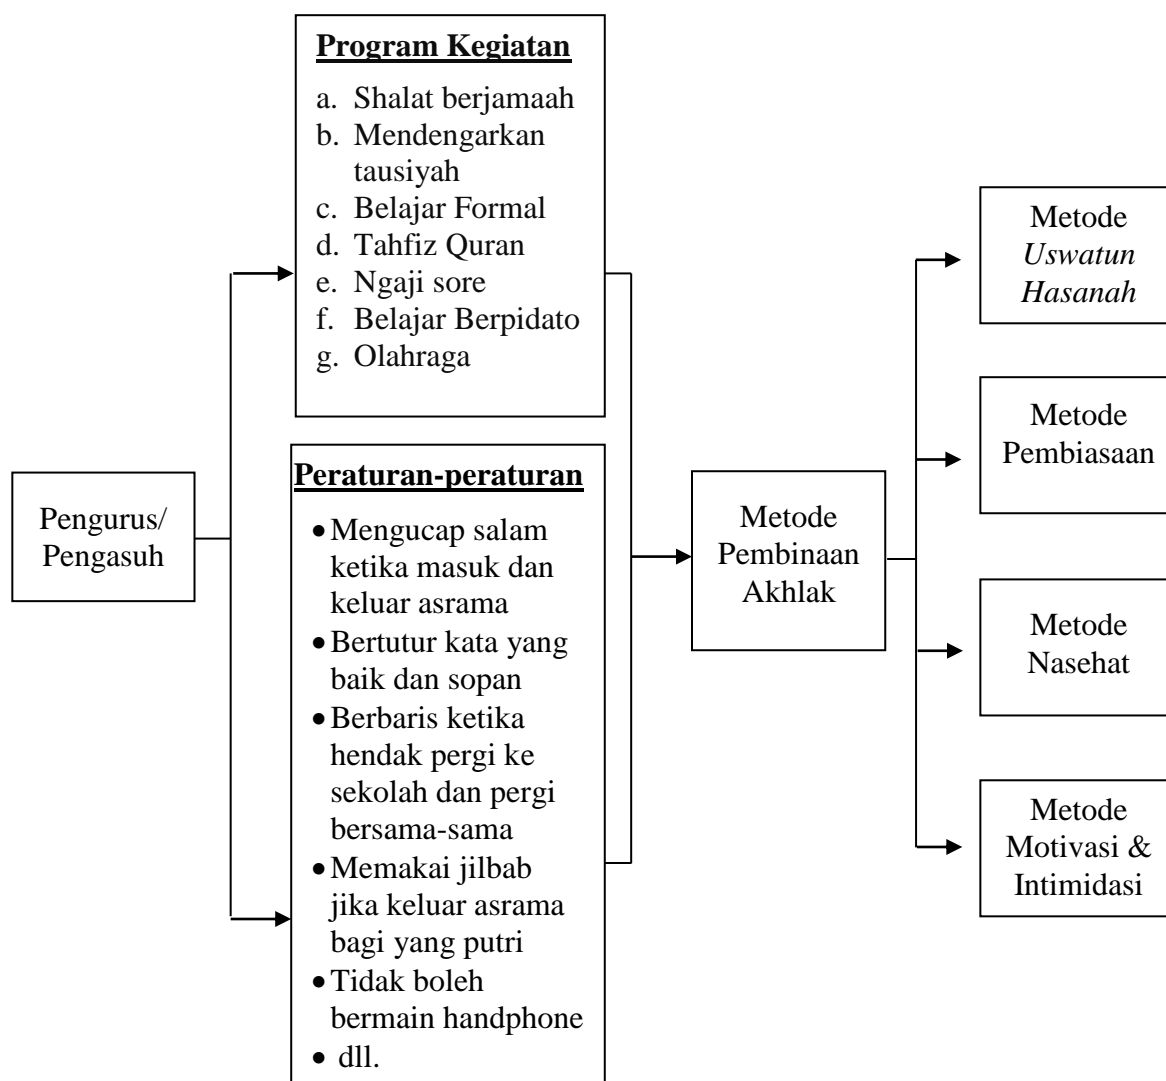 Program Kegiatan
a. Shalat berjamaah
b. Mendengarkan
tausiyah
c. Belajar Formal
d. Tahfiz Quran
e. Ngaji sore
f. Belajar Berpidato
g. Olahraga
Pengurus/
Pengasuh
Peraturan-peraturan
• Mengucap salam
ketika masuk dan
keluar asrama
• Bertutur kata yang
baik dan sopan
• Berbaris ketika
hendak pergi ke
sekolah dan pergi
bersama-sama
• Memakai jilbab
jika keluar asrama
bagi yang putri
• Tidak boleh
bermain handphone
• dll.
Metode
Pembinaan
Akhlak
Metode
Uswatun
Hasanah
Metode
Pembiasaan
Metode
Nasehat
Metode
Motivasi &
Intimidasi